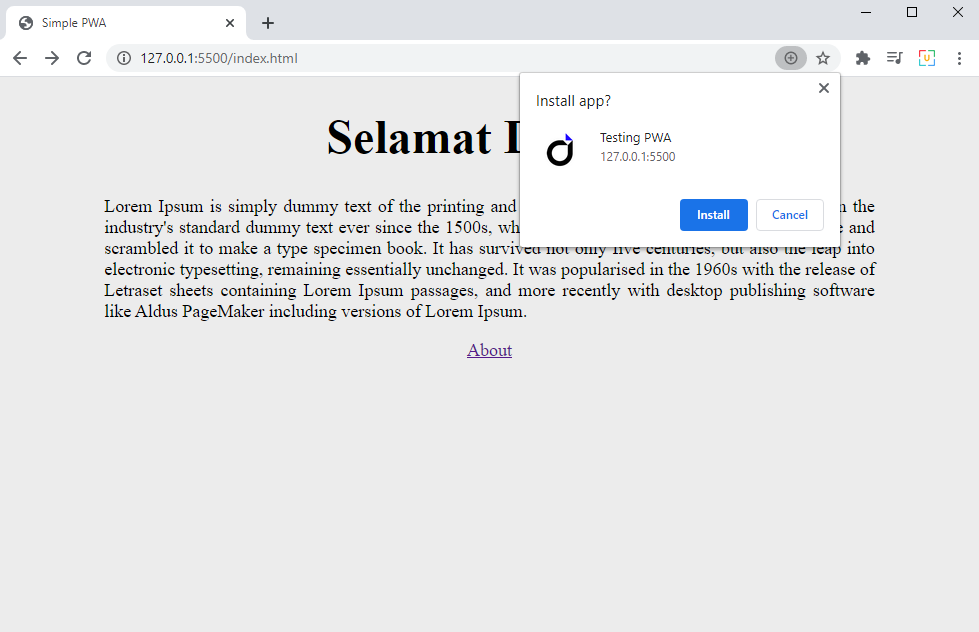 Simple PWA
127.0.0.1:5500/index.html
Install app?
Testing PWA
127.0.0.1:5500
Install
Cancel
Selamat
Lorem Ipsum is simply dummy text of the printing and
the
industry's standard dummy text ever since the 1500s,
and
scrambled it to make a type specimen book. It has survived not only five centuries, but also the leap into
electronic typesetting, remaining essentially unchanged. It was popularised in the 1960s with the release of
Letraset sheets containing Lorem Ipsum passages, and more recently with desktop publishing software
like Aldus PageMaker including versions of Lorem Ipsum.
About